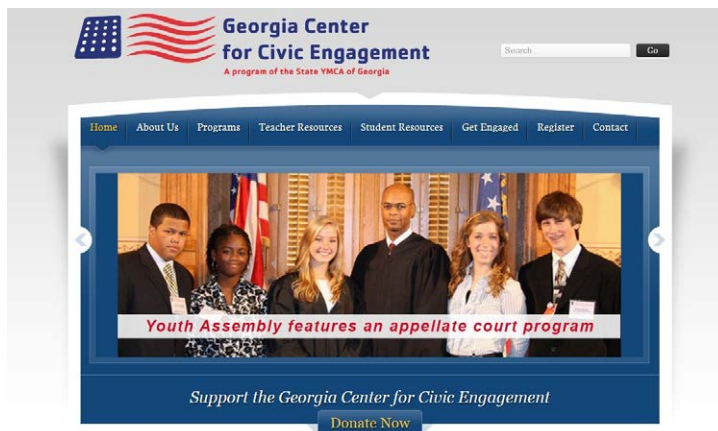 Georgia Center
for Civic Engagement
A program of the State YMCA of Georgia
Search Go
Home About Us Programs Teacher Resources Student Resources Get Engaged Register Contact
Youth Assembly features an appellate court program
Support the Georgia Center for Civic Engagement
Donate Now